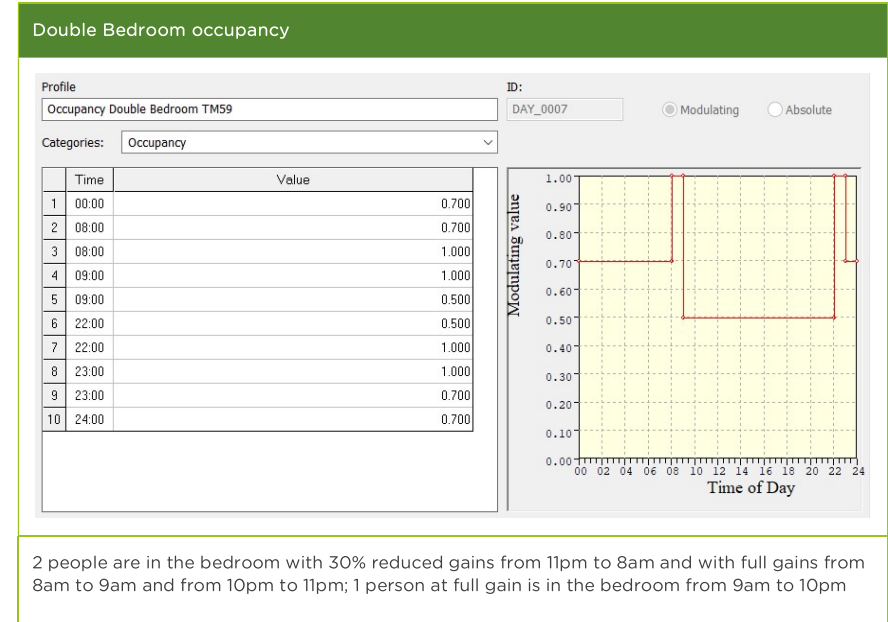 Double Bedroom occupancy
Profile
Occupancy Double Bedroom TM59
ID:
DAY_0007
Modulating
Absolute
Categories:
Occupancy
Time Value
1 00:00 0.700
2 08:00 0.700
3 08:00 1.000
4 09:00 1.000
5 09:00 0.500
6 22:00 0.500
7 22:00 1.000
8 23:00 1.000
9 23:00 0.700
10 24:00 0.700
Modulating value
1.00
0.90
0.80
0.70
0.60
0.50
0.40
0.30
0.20
0.10
0.00
00 02 04 06 08 10 12 14 16 18 20 22 24
Time of Day
2 people are in the bedroom with 30% reduced gains from 11pm to 8am and with full gains from
8am to 9am and from 10pm to 11pm; 1 person at full gain is in the bedroom from 9am to 10pm